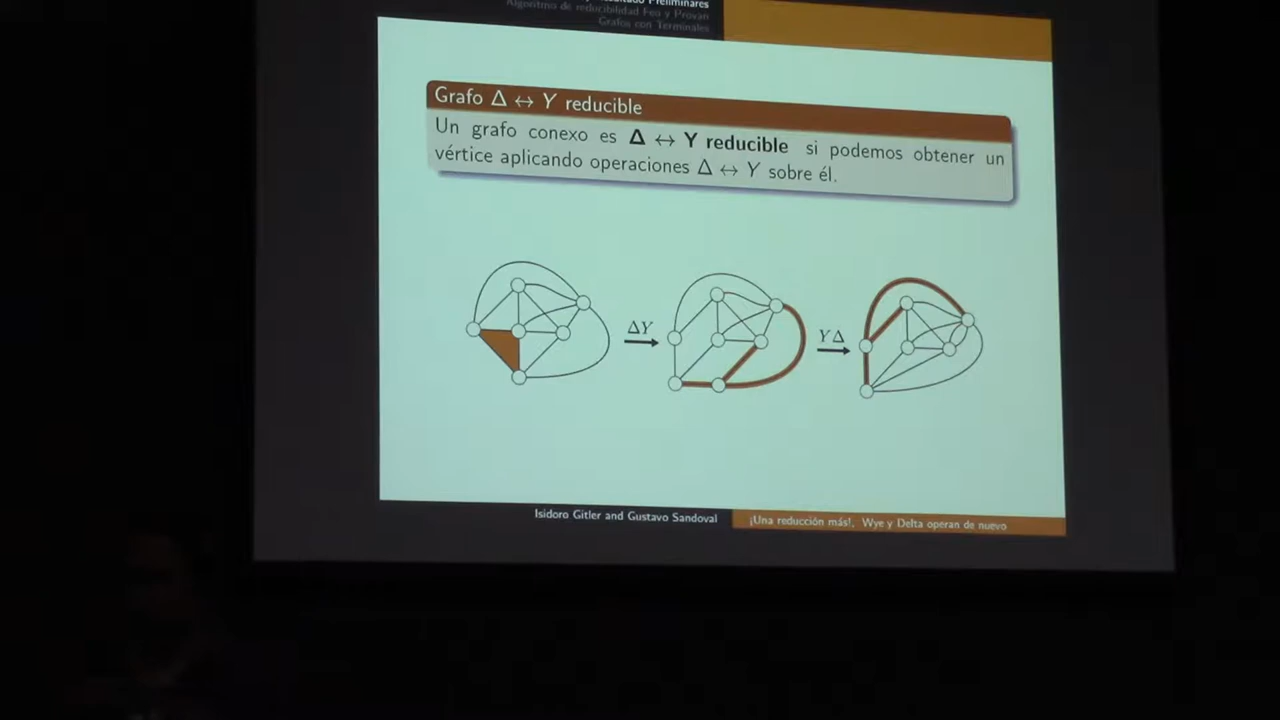 Resultado Preliminares
Algoritmo de reducibilidad Feo y Provan
Grafos con Terminales
Grafo Δ ↔ Y reducible
Un grafo conexo es Δ ↔ Y reducible si podemos obtener un
vértice aplicando operaciones Δ ↔ Y sobre él.
ΔY
YΔ
Isidoro Gitler and Gustavo Sandoval
¡Una reducción más!, Wye y Delta operan de nuevo